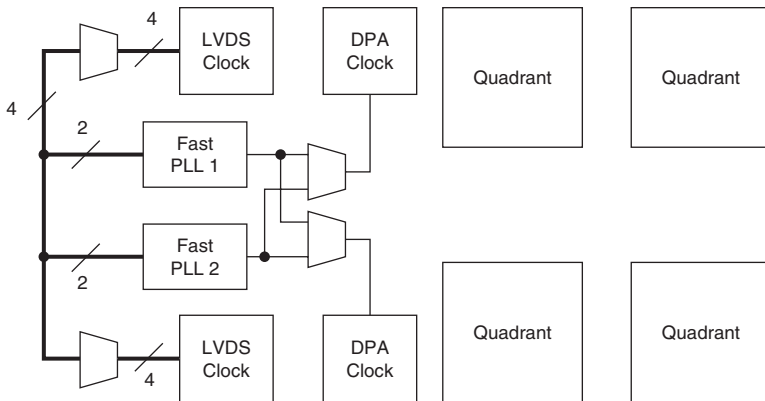 4
LVDS
Clock
DPA
Clock
Quadrant
Quadrant
4
2
Fast
PLL 1
Fast
PLL 2
2
LVDS
Clock
4
DPA
Clock
Quadrant
Quadrant